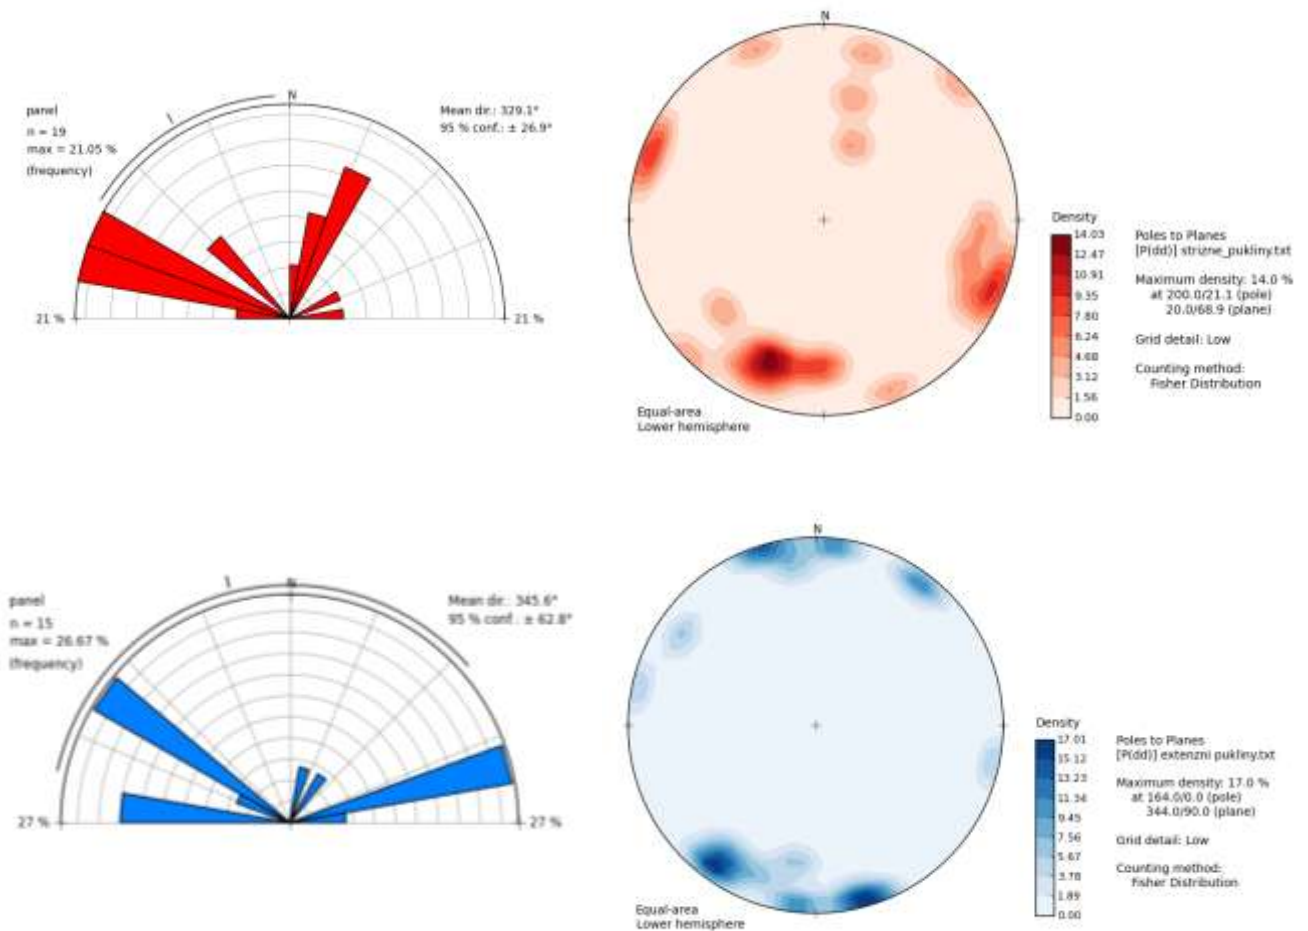 panel
n = 19
max = 21.05 %
(frequency)
N
Mean dir.: 329.1°
95 % conf.: ± 26.9°
21 %
21 %
N
Equal-area
Lower hemisphere
Density
14.03
12.47
10.91
9.35
7.80
6.24
4.68
3.12
1.56
0.00
Poles to Planes
[P(dd)] strizne_pukliny.txt
Maximum density: 14.0 %
at 200.0/21.1 (pole)
20.0/68.9 (plane)
Grid detail: Low
Counting method:
Fisher Distribution
panel
n = 15
max = 26.67 %
(frequency)
N
Mean dir.: 345.6°
95 % conf.: ± 62.8°
27 %
27 %
N
Equal-area
Lower hemisphere
Density
17.01
15.12
13.23
11.34
9.45
7.56
5.67
3.78
1.89
0.00
Poles to Planes
[P(dd)] extenzni pukliny.txt
Maximum density: 17.0 %
at 164.0/0.0 (pole)
344.0/90.0 (plane)
Grid detail: Low
Counting method:
Fisher Distribution